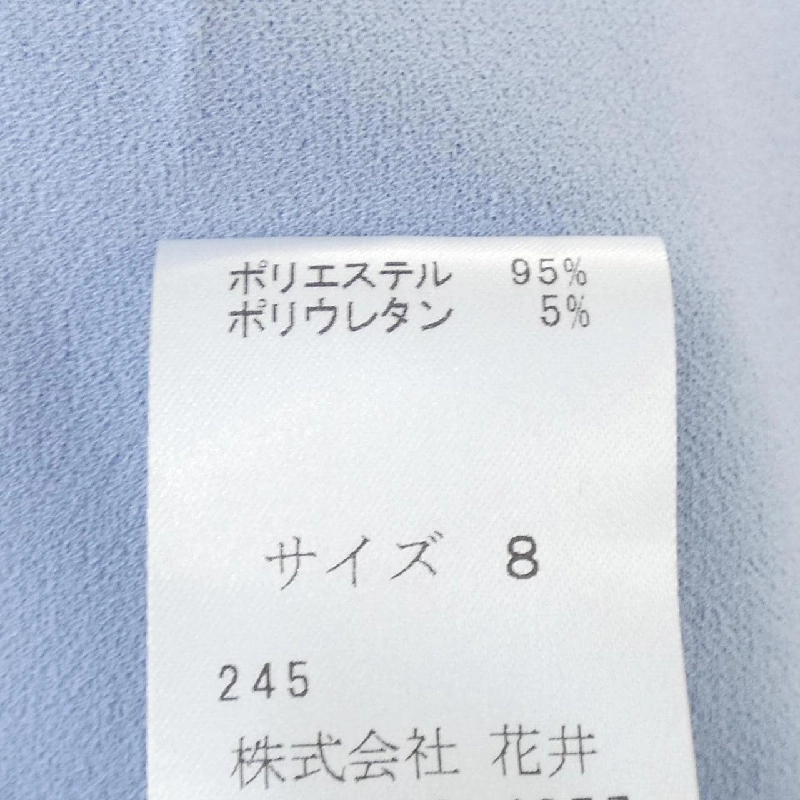 ポリエステル 95%
ポリウレタン 5%
サイズ 8
245
株式会社 花井